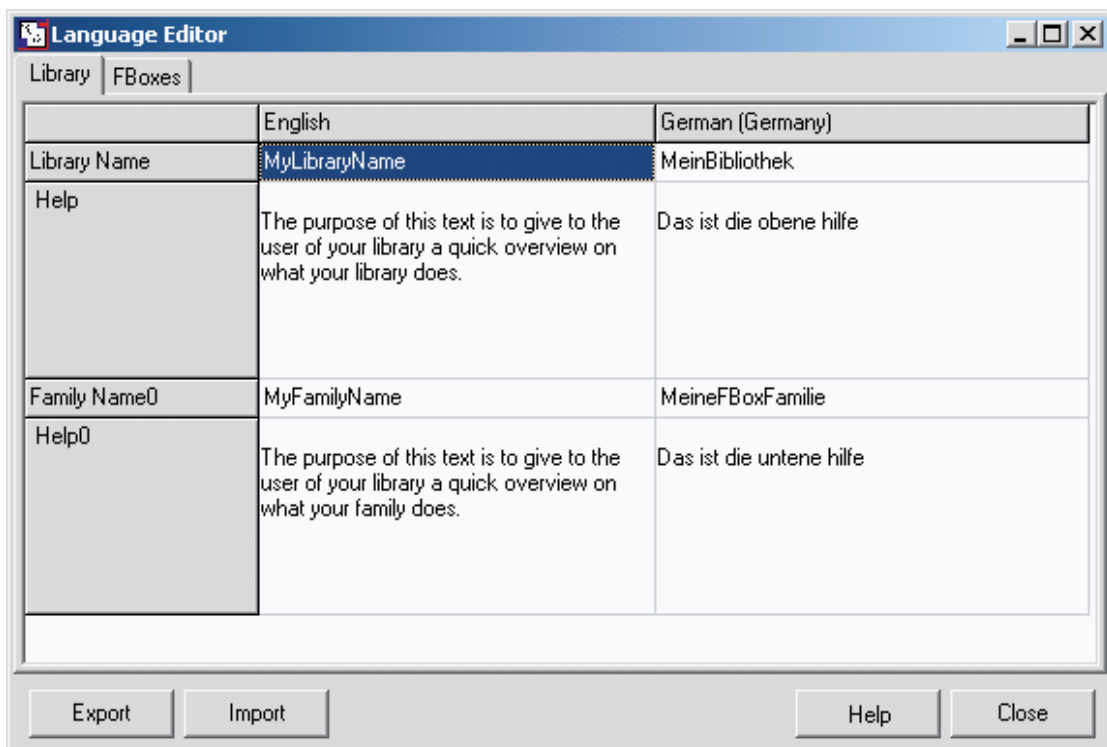 Language Editor
Library FBoxes
English German (Germany)
Library Name MyLibraryName MeinBibliothek
Help
The purpose of this text is to give to the Das ist die obene hilfe
user of your library a quick overview on
what your library does.
Family Name0 MyFamilyName MeineFBoxFamilie
Help0
The purpose of this text is to give to the Das ist die untene hilfe
user of your library a quick overview on
what your family does.
Export Import Help Close